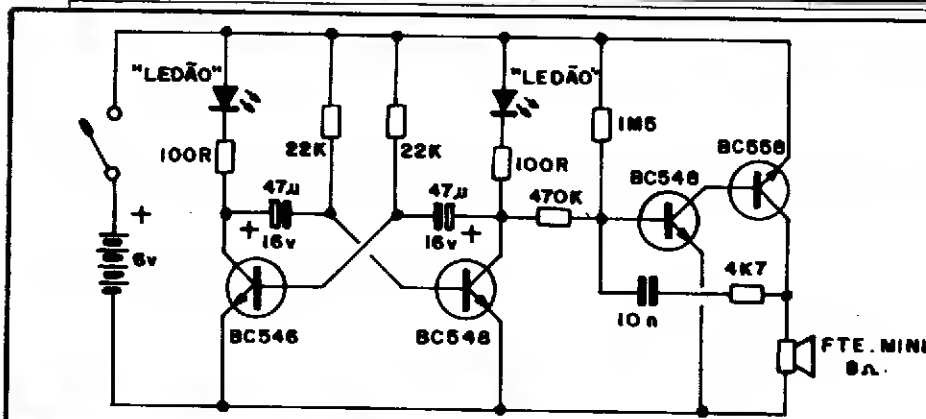 "LEDÃO"
"LEDÃO"
100R
22K
22K
100R
1M5
BC558
BC548
47µ
47µ
470K
+
16v
16v
+
+
6v
4K7
10n
BC548
BC548
FTE. MINI
8Ω